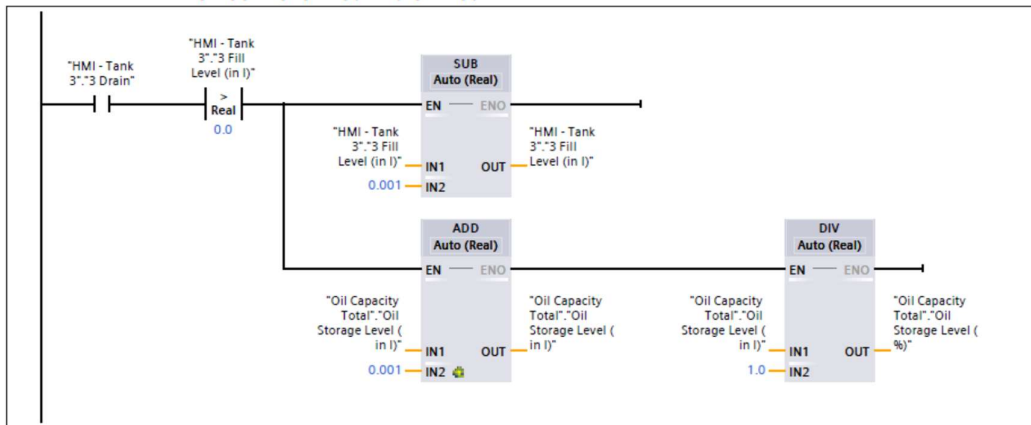 "HMI - Tank
3"."3 Drain"
"HMI - Tank
3"."3 Fill
Level (in l)"
>
Real
0.0
SUB
Auto (Real)
EN
ENO
"HMI - Tank
3"."3 Fill
Level (in l)"
IN1
0.001
IN2
OUT
"HMI - Tank
3"."3 Fill
Level (in l)"
ADD
Auto (Real)
EN
ENO
"Oil Capacity
Total"."Oil
Storage Level (
in l)"
IN1
0.001
IN2
OUT
"Oil Capacity
Total"."Oil
Storage Level (
in l)"
DIV
Auto (Real)
EN
ENO
"Oil Capacity
Total"."Oil
Storage Level (
in l)"
IN1
1.0
IN2
OUT
"Oil Capacity
Total"."Oil
Storage Level (
%)"